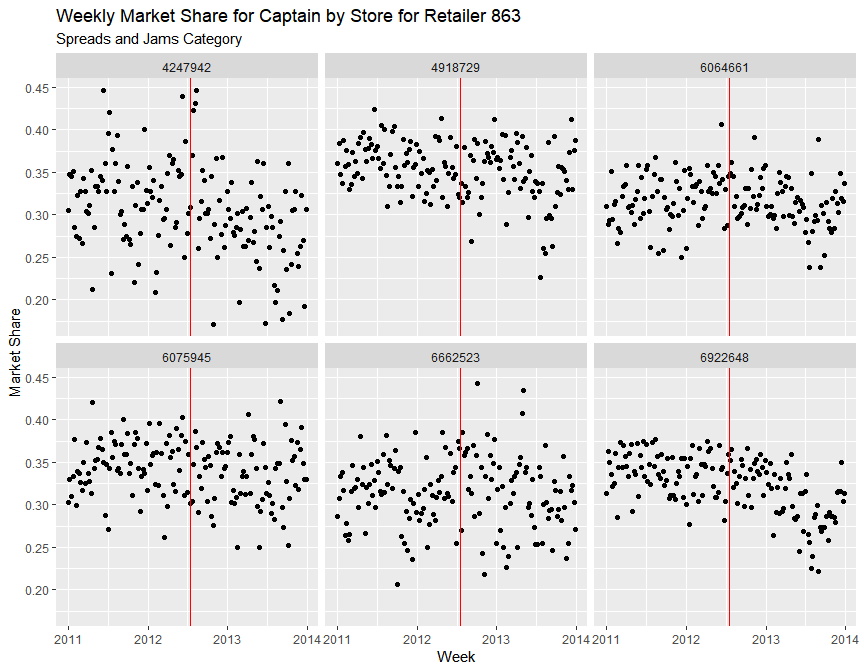 Weekly Market Share for Captain by Store for Retailer 863
Spreads and Jams Category
4247942 4918729 6064661
0.45
0.40
0.35
0.30
0.25
0.20
Market Share
6075945 6662523 6922648
0.45
0.40
0.35
0.30
0.25
0.20
2011 2012 2013 2014 2011 2012 2013 2014 2011 2012 2013 2014
Week